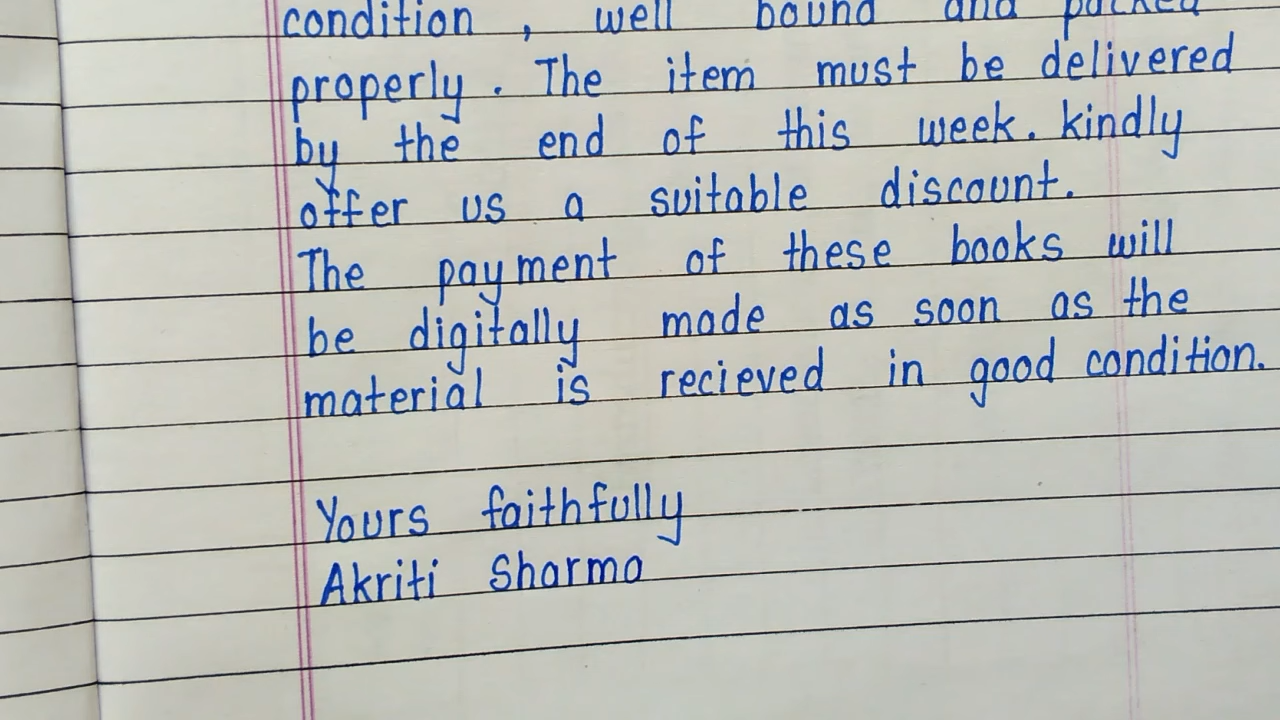 condition , well bound and packed
properly . The item must be delivered
by the end of this week. kindly
offer us a suitable discount.
The payment of these books will
be digitally made as soon as the
material is recieved in good condition.
Yours faithfully
Akriti Sharma